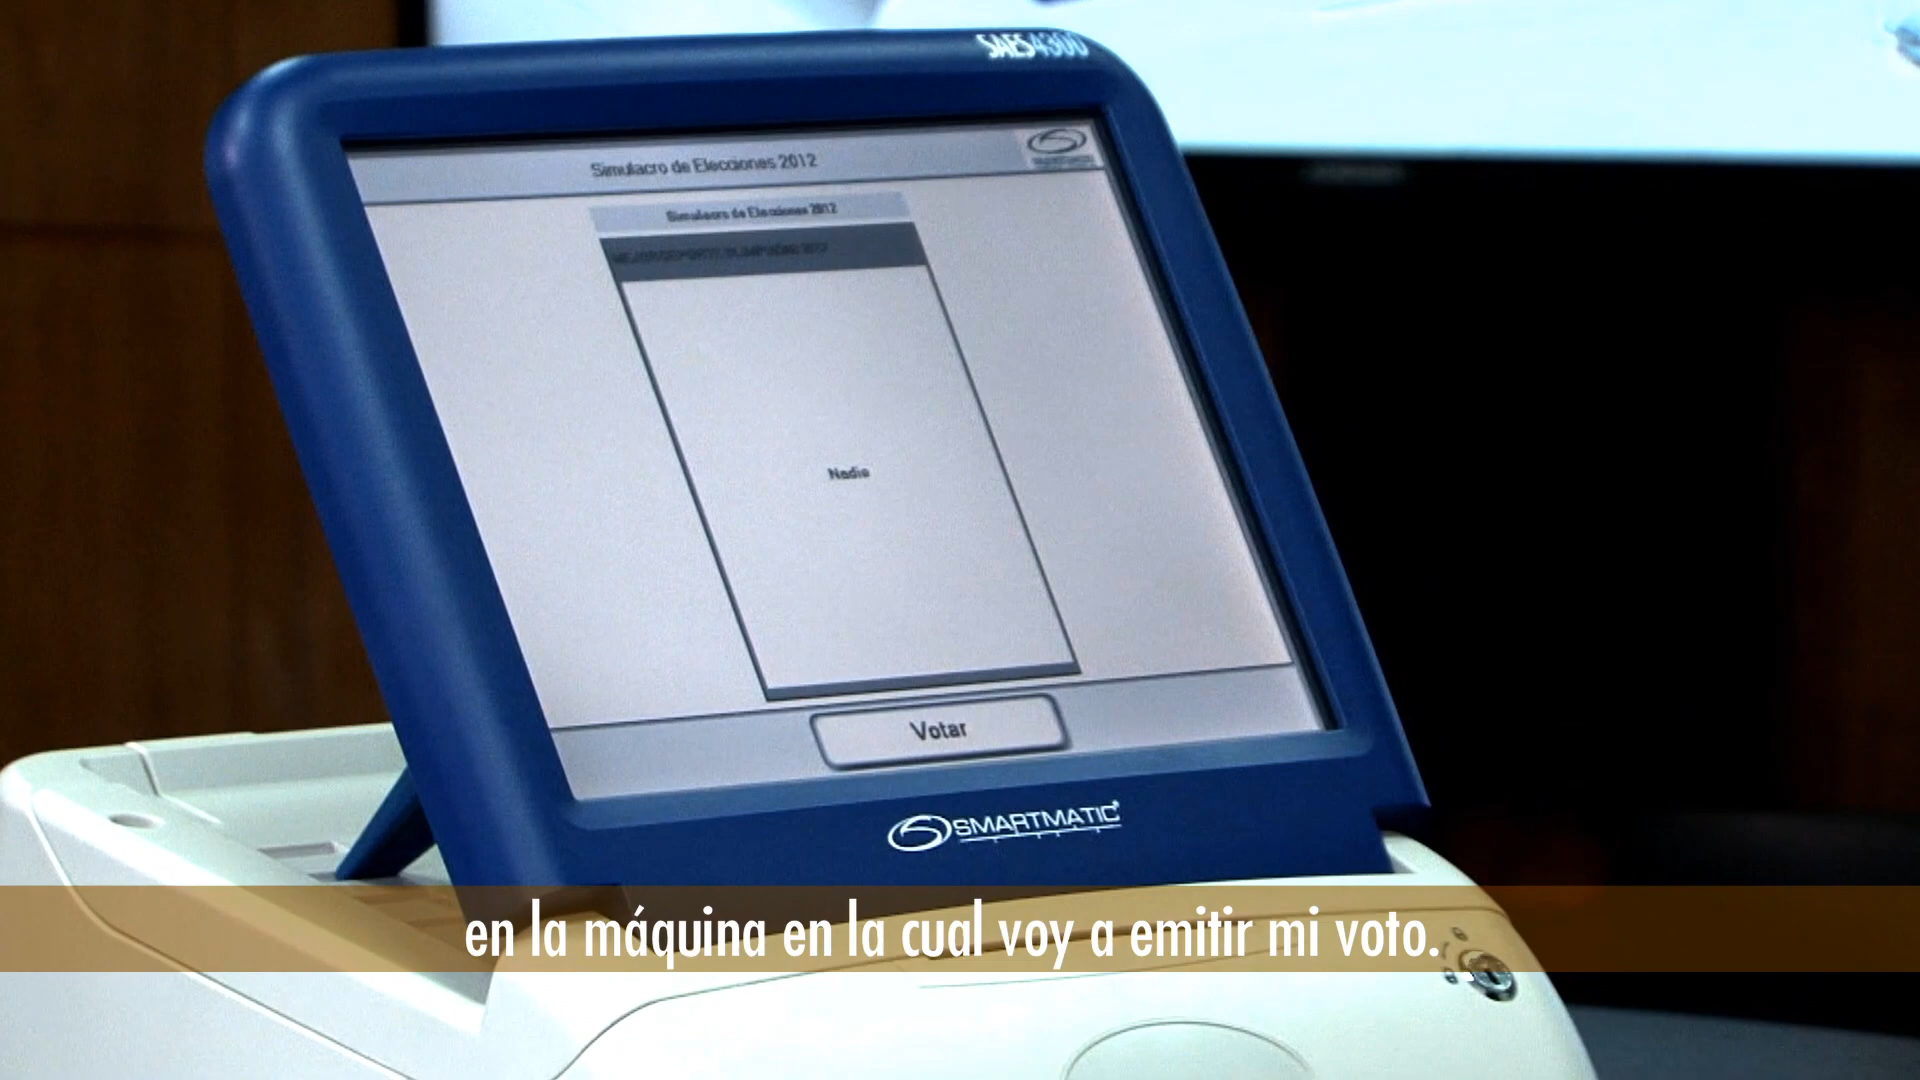 SAES4300
Simulacro de Elecciones 2012
SMARTMATIC
Simulacro de Elecciones 2012
Nadie
Votar
SMARTMATIC
en la máquina en la cual voy a emitir mi voto.